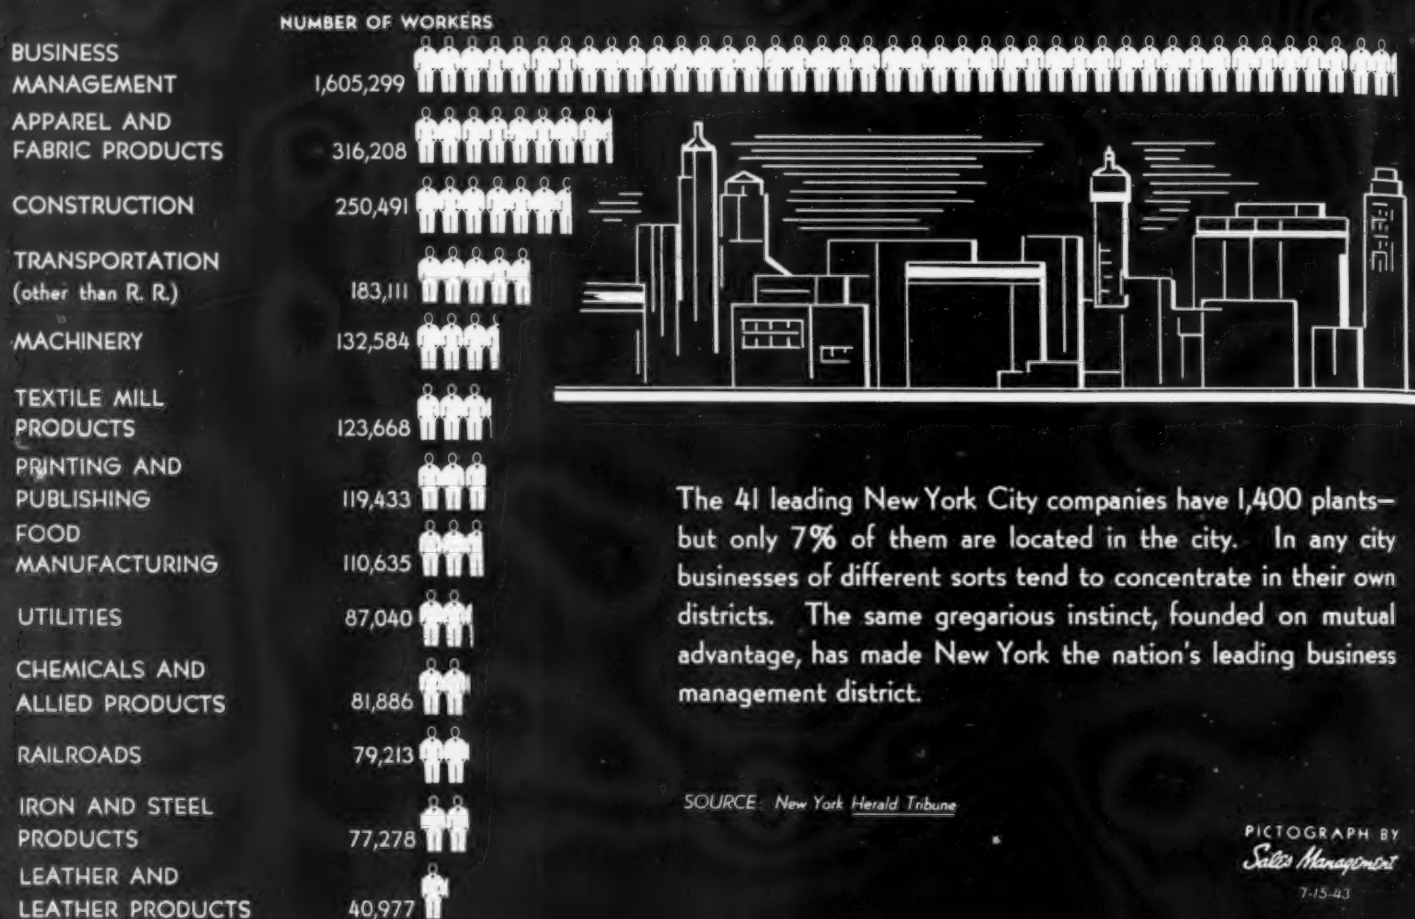 NUMBER OF WORKERS
BUSINESS
MANAGEMENT 1,605,299
APPAREL AND
FABRIC PRODUCTS 316,208
CONSTRUCTION 250,491
TRANSPORTATION
(other than R. R.) 183,111
MACHINERY 132,584
TEXTILE MILL
PRODUCTS 123,668
PRINTING AND
PUBLISHING 119,433
FOOD
MANUFACTURING 110,635
UTILITIES 87,040
CHEMICALS AND
ALLIED PRODUCTS 81,886
RAILROADS 79,213
IRON AND STEEL
PRODUCTS 77,278
LEATHER AND
LEATHER PRODUCTS 40,977
The 41 leading New York City companies have 1,400 plants—
but only 7% of them are located in the city. In any city
businesses of different sorts tend to concentrate in their own
districts. The same gregarious instinct, founded on mutual
advantage, has made New York the nation's leading business
management district.
SOURCE: New York Herald Tribune
PICTOGRAPH BY
Sales Management
7-15-43